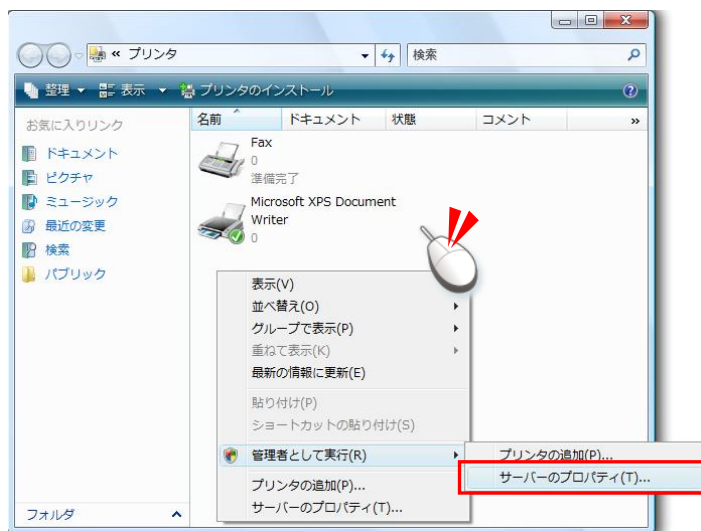 « プリンタ
検索
整理 表示 プリンタのインストール
お気に入りリンク
ドキュメント
ピクチャ
ミュージック
最近の変更
検索
パブリック
フォルダ
名前 ドキュメント 状態 コメント »
Fax
0
準備完了
Microsoft XPS Document
Writer
0
表示(V)
並べ替え(O)
グループで表示(P)
重ねて表示(K)
最新の情報に更新(E)
貼り付け(P)
ショートカットの貼り付け(S)
管理者として実行(R)
プリンタの追加(P)...
サーバーのプロパティ(T)...
プリンタの追加(P)...
サーバーのプロパティ(T)...